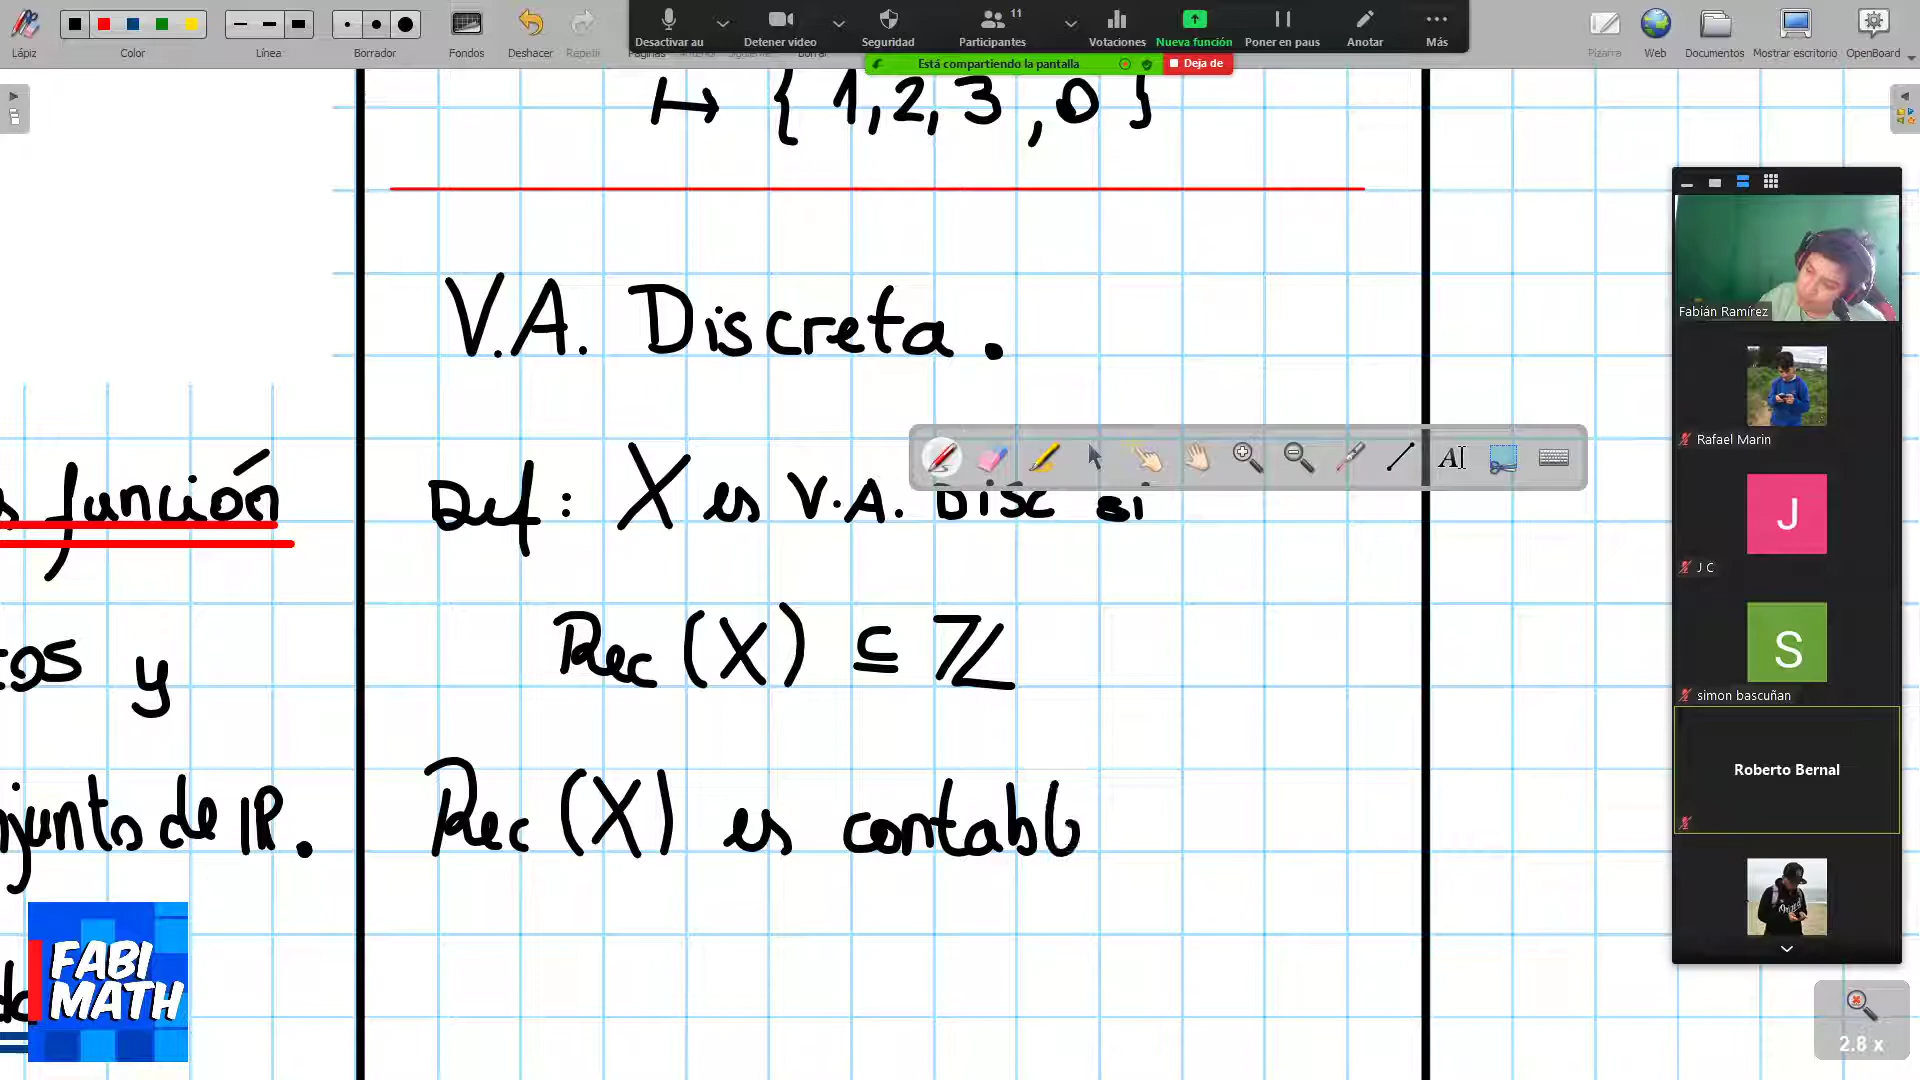 Lápiz
Color
Línea
Borrador
Fondos
Deshacer
Repetir
Desactivar au
Detener video
Seguridad
Participantes
11
Votaciones
Nueva función
Poner en paus
Anotar
Más
Pizarra
Web
Documentos
Mostrar escritorio
OpenBoard
Está compartiendo la pantalla
Deja de
↦ { 1, 2, 3, 0 }
V.A. Discreta.
función
Def: X es V.A. Disc si
Rec (X) ⊆ ℤ
y
Rec (X) es contabl
njunto de IR.
FABI
MATH
Fabián Ramírez
Rafael Marin
J
J C
S
simon bascuñan
Roberto Bernal
2.8 x